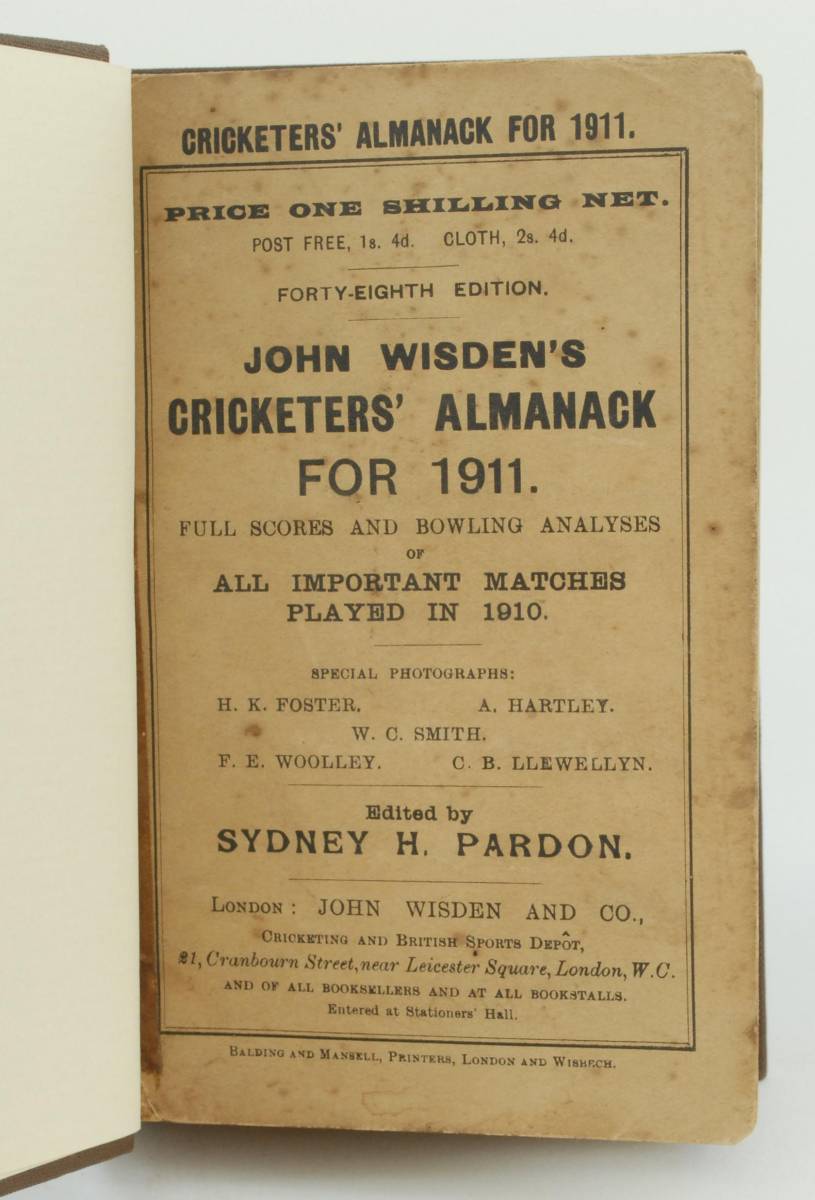 CRICKETERS' ALMANACK FOR 1911.
PRICE ONE SHILLING NET.
POST FREE, 1s. 4d. CLOTH, 2s. 4d.
FORTY-EIGHTH EDITION.
JOHN WISDEN'S
CRICKETERS' ALMANACK
FOR 1911.
FULL SCORES AND BOWLING ANALYSES
OF
ALL IMPORTANT MATCHES
PLAYED IN 1910.
SPECIAL PHOTOGRAPHS:
H. K. FOSTER. A. HARTLEY.
W. C. SMITH.
F. E. WOOLLEY. C. B. LLEWELLYN.
Edited by
SYDNEY H. PARDON.
LONDON: JOHN WISDEN AND CO.,
CRICKETING AND BRITISH SPORTS DEPÔT,
21, Cranbourn Street, near Leicester Square, London, W.C.
AND OF ALL BOOKSELLERS AND AT ALL BOOKSTALLS.
Entered at Stationers' Hall.
BALDING AND MANSELL, PRINTERS, LONDON AND WISBECH.